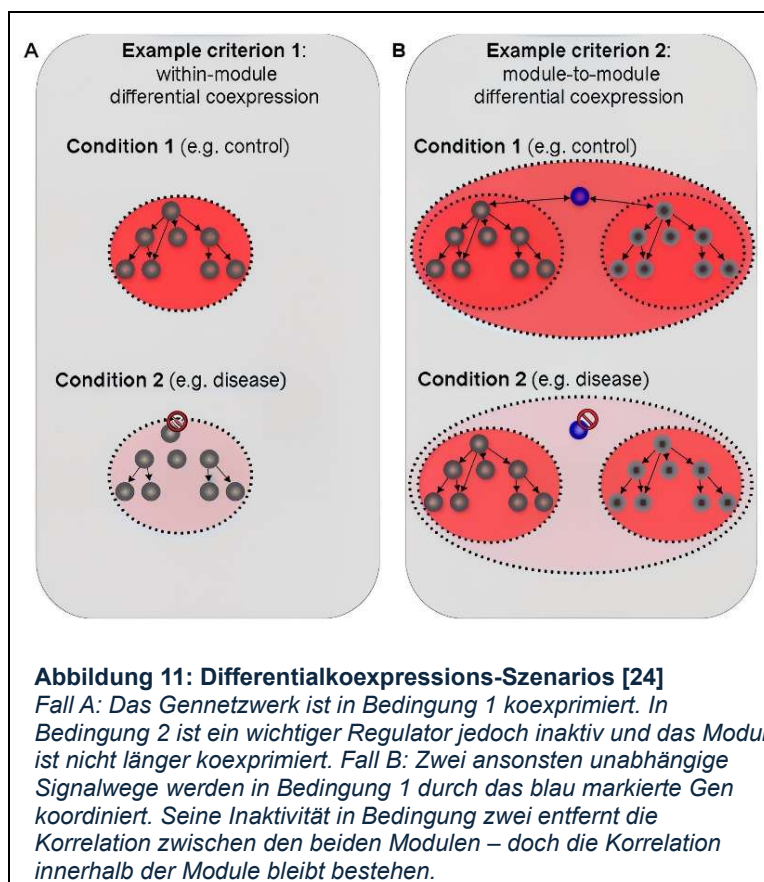 A
Example criterion 1:
within-module
differential coexpression
Condition 1 (e.g. control)
Condition 2 (e.g. disease)
B
Example criterion 2:
module-to-module
differential coexpression
Condition 1 (e.g. control)
Condition 2 (e.g. disease)
Abbildung 11: Differentialkoexpressions-Szenarios [24]
Fall A: Das Gennetzwerk ist in Bedingung 1 koexprimiert. In
Bedingung 2 ist ein wichtiger Regulator jedoch inaktiv und das Modul
ist nicht länger koexprimiert. Fall B: Zwei ansonsten unabhängige
Signalwege werden in Bedingung 1 durch das blau markierte Gen
koordiniert. Seine Inaktivität in Bedingung zwei entfernt die
Korrelation zwischen den beiden Modulen – doch die Korrelation
innerhalb der Module bleibt bestehen.